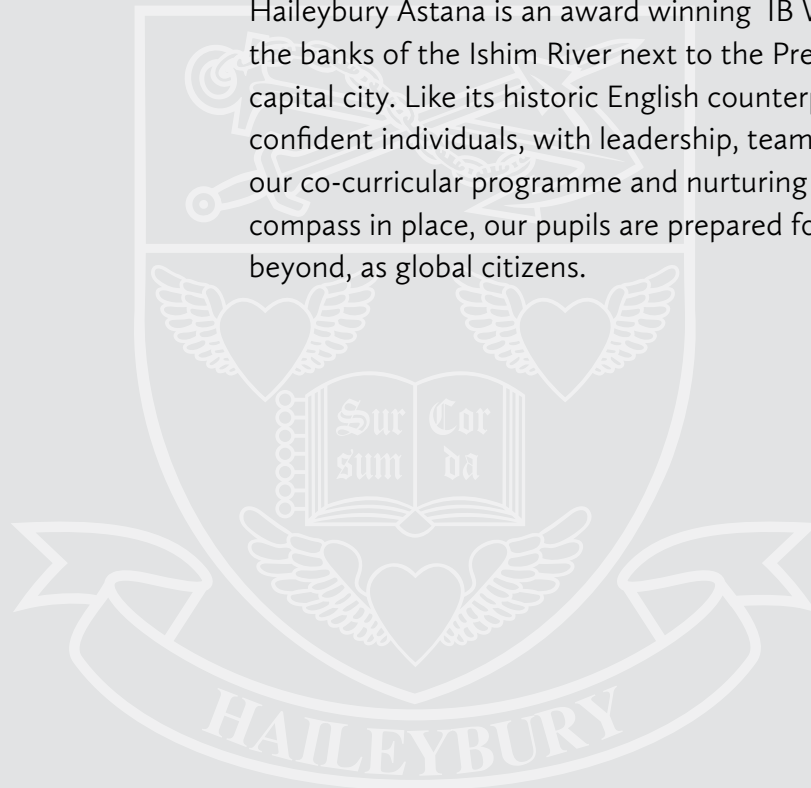 Haileybury Astana is an award winning IB
the banks of the Ishim River next to the Pre
capital city. Like its historic English counter
confident individuals, with leadership, team
our co-curricular programme and nurturing
compass in place, our pupils are prepared fo
beyond, as global citizens.
Sur Cor
sum da
HAILEYBURY